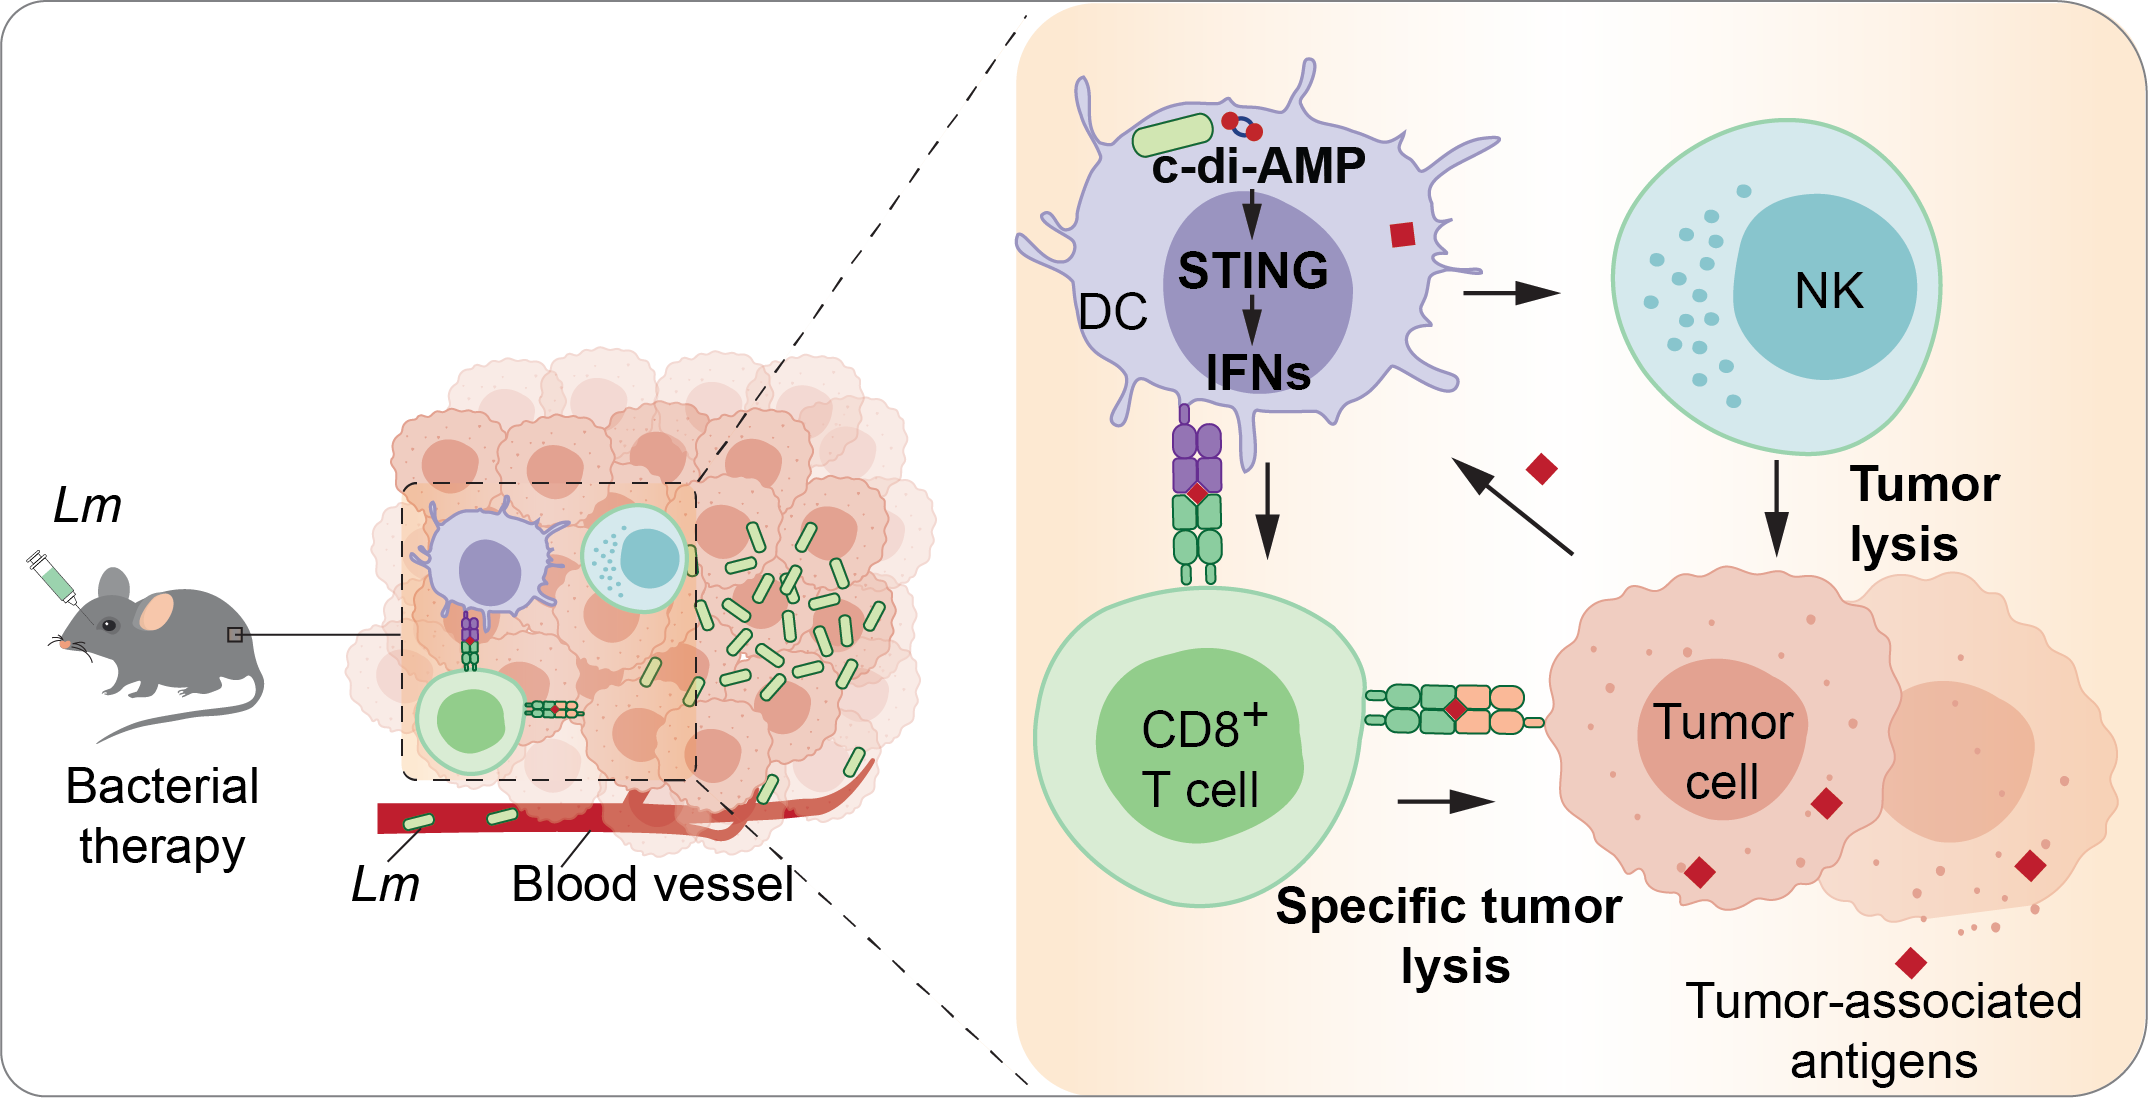 Lm
Bacterial
therapy
Lm
Blood vessel
c-di-AMP
STING
IFNs
DC
NK
Tumor
lysis
CD8⁺
T cell
Tumor
cell
Specific tumor
lysis
Tumor-associated
antigens